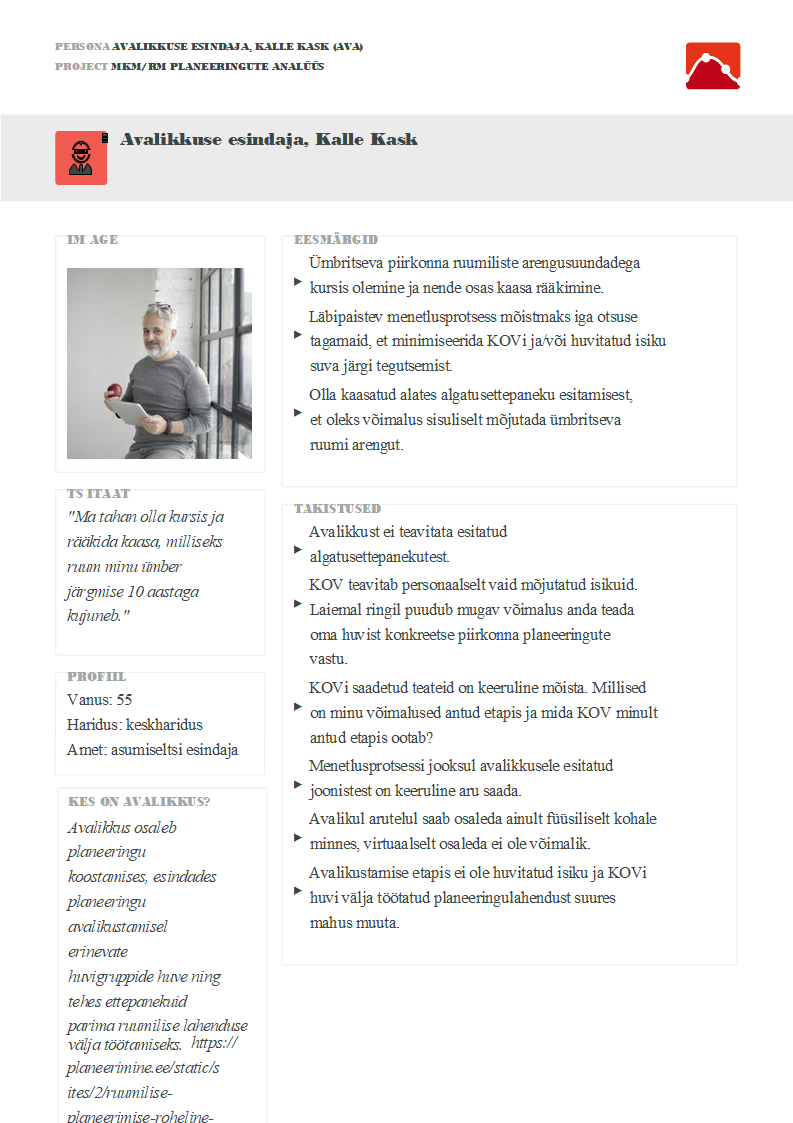 PERSONA AVALIKKUSE ESINDAJA, KALLE KASK (AVA)
PROJECT MKM/RM PLANEERINGUTE ANALÜÜS
Avalikkuse esindaja, Kalle Kask
IM AGE
TS ITAAT
"Ma tahan olla kursis ja
rääkida kaasa, milliseks
ruum minu ümber
järgmise 10 aastaga
kujuneb."
PROFIIL
Vanus: 55
Haridus: keskharidus
Amet: asumiseltsi esindaja
KES ON AVALIKKUS?
Avalikkus osaleb
planeeringu
koostamises, esindades
planeeringu
avalikustamisel
erinevate
huvigruppide huve ning
tehes ettepanekuid
parima ruumilise lahenduse
välja töötamiseks. https://
planeerimine.ee/static/s
ites/2/ruumilise-
planeerimise-roheline-
EESMÄRGID
Ümbritseva piirkonna ruumiliste arengusuundadega
kursis olemine ja nende osas kaasa rääkimine.
Läbipaistev menetlusprotsess mõistmaks iga otsuse
tagamaid, et minimiseerida KOVi ja/või huvitatud isiku
suva järgi tegutsemist.
Olla kaasatud alates algatusettepaneku esitamisest,
et oleks võimalus sisuliselt mõjutada ümbritseva
ruumi arengut.
TAKISTUSED
Avalikkust ei teavitata esitatud
algatusettepanekutest.
KOV teavitab personaalselt vaid mõjutatud isikuid.
Laiemal ringil puudub mugav võimalus anda teada
oma huvist konkreetse piirkonna planeeringute
vastu.
KOVi saadetud teateid on keeruline mõista. Millised
on minu võimalused antud etapis ja mida KOV minult
antud etapis ootab?
Menetlusprotsessi jooksul avalikkusele esitatud
joonistest on keeruline aru saada.
Avalikul arutelul saab osaleda ainult füüsiliselt kohale
minnes, virtuaalselt osaleda ei ole võimalik.
Avalikustamise etapis ei ole huvitatud isiku ja KOVi
huvi välja töötatud planeeringulahendust suures
mahus muuta.